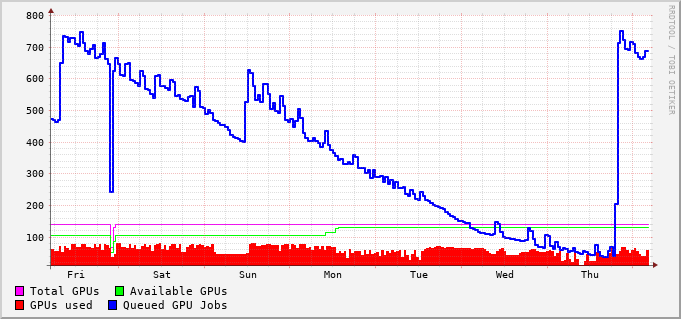 800
700
600
500
400
300
200
100
Fri Sat Sun Mon Tue Wed Thu
Total GPUs Available GPUs
GPUs used Queued GPU Jobs
RRDTOOL / TOBI OETIKER